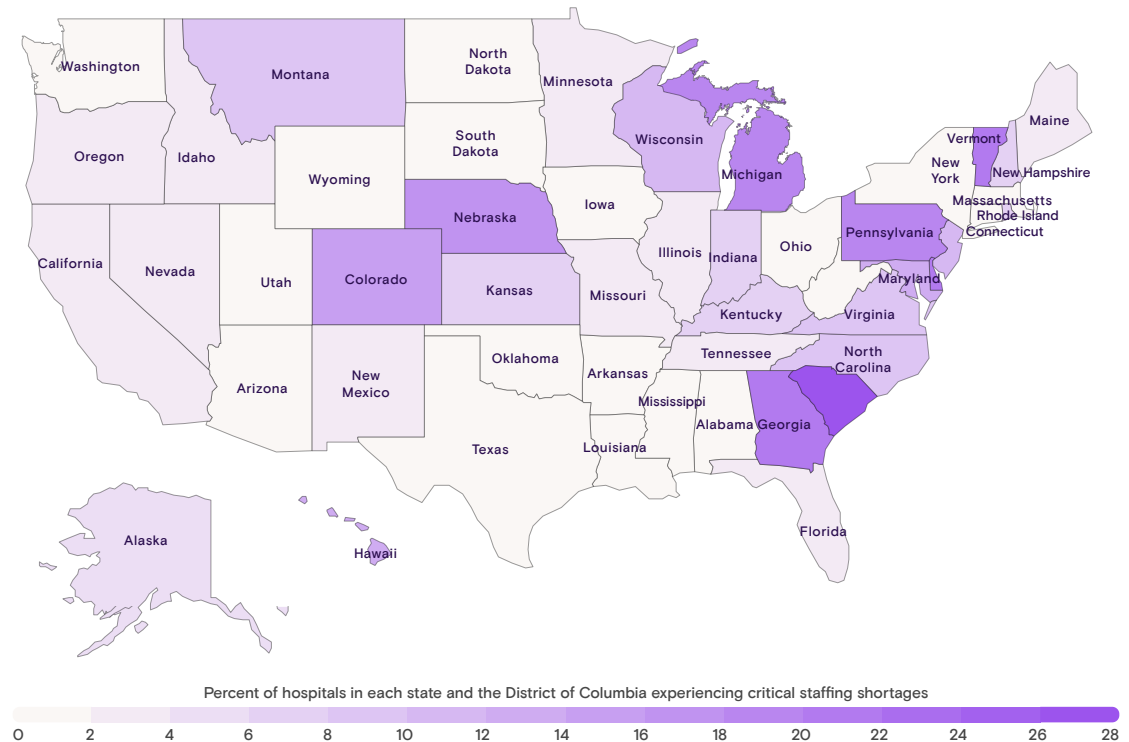 Washington
Montana
North
Dakota
Minnesota
Maine
Oregon
Idaho
South
Dakota
Wisconsin
Vermont
Wyoming
Michigan
New
York
New Hampshire
Nebraska
Iowa
Massachusetts
Rhode Island
Connecticut
California
Nevada
Utah
Colorado
Kansas
Missouri
Illinois
Indiana
Ohio
Pennsylvania
Maryland
Kentucky
Virginia
Arizona
New
Mexico
Oklahoma
Arkansas
Tennessee
North
Carolina
Mississippi
Alabama
Georgia
Texas
Louisiana
Florida
Alaska
Hawaii
Percent of hospitals in each state and the District of Columbia experiencing critical staffing shortages
0 2 4 6 8 10 12 14 16 18 20 22 24 26 28